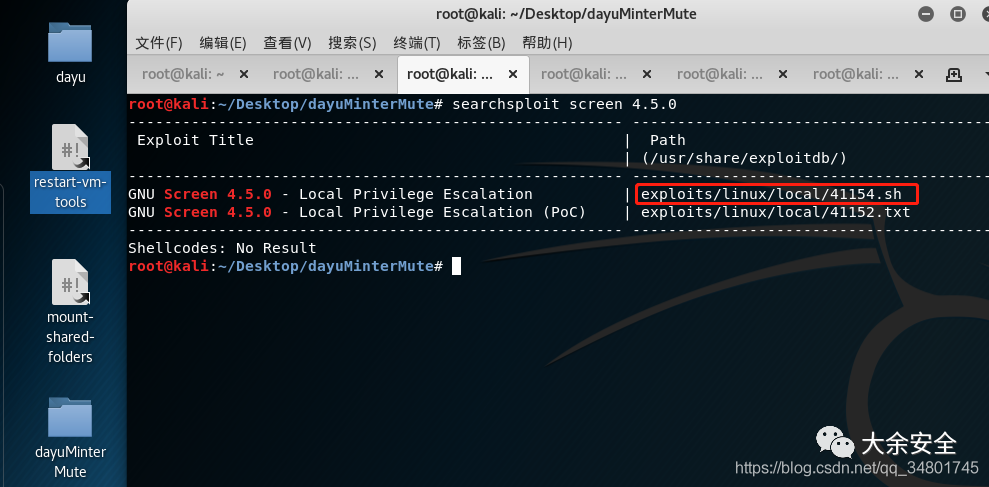 root@kali: ~/Desktop/dayuMinterMute
文件(F) 编辑(E) 查看(V) 搜索(S) 终端(T) 标签(B) 帮助(H)
root@kali: ~ × root@kali: ... × root@kali: ... × root@kali: ... × root@kali: ... × root@kali: ... ×
root@kali:~/Desktop/dayuMinterMute# searchsploit screen 4.5.0
------------------------------------------------------- ----------------------------------------
Exploit Title | Path
| (/usr/share/exploitdb/)
------------------------------------------------------- ----------------------------------------
GNU Screen 4.5.0 - Local Privilege Escalation | exploits/linux/local/41154.sh
GNU Screen 4.5.0 - Local Privilege Escalation (PoC) | exploits/linux/local/41152.txt
------------------------------------------------------- ----------------------------------------
Shellcodes: No Result
root@kali:~/Desktop/dayuMinterMute#
dayu
#!
restart-vm-
tools
#!
mount-
shared-
folders
dayuMinter
Mute
大余安全
https://blog.csdn.net/qq_34801745